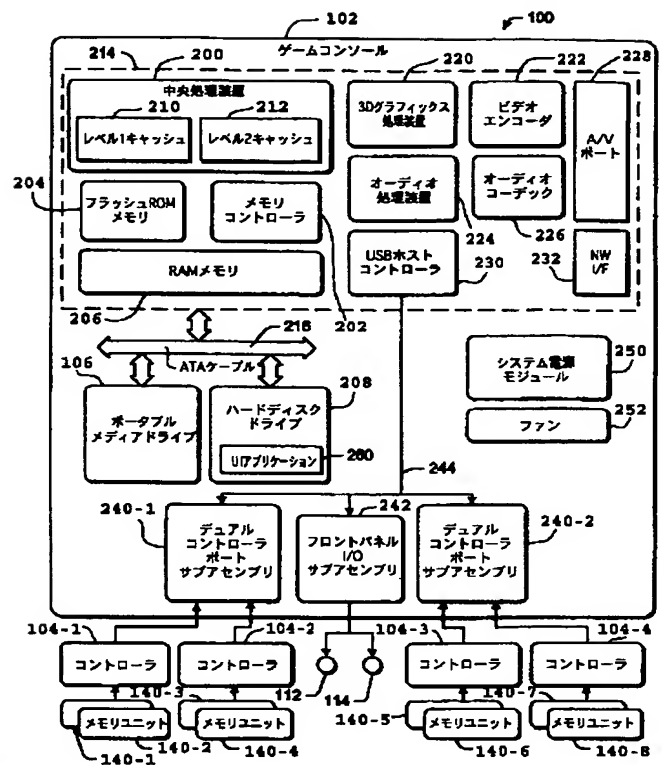 102
100
ゲームコンソール
214
200
220
222
228
中央処理装置
210
212
レベル1キャッシュ
レベル2キャッシュ
3Dグラフィックス
処理装置
ビデオ
エンコーダ
A/V
ポート
204
フラッシュROM
メモリ
メモリ
コントローラ
オーディオ
処理装置
オーディオ
コーデック
224
226
RAMメモリ
USBホスト
コントローラ
230
232
NW
I/F
206
202
216
ATAケーブル
106
208
ポータブル
メディアドライブ
ハードディスク
ドライブ
UIアプリケーション
260
システム電源
モジュール
250
ファン
252
244
240-1
242
240-2
デュアル
コントローラ
ポート
サブアセンブリ
フロントパネル
I/O
サブアセンブリ
デュアル
コントローラ
ポート
サブアセンブリ
104-1
104-2
104-3
104-4
コントローラ
コントローラ
コントローラ
コントローラ
112
114
140-3
140-7
メモリユニット
メモリユニット
140-5
メモリユニット
メモリユニット
140-2
140-4
140-6
140-8
140-1